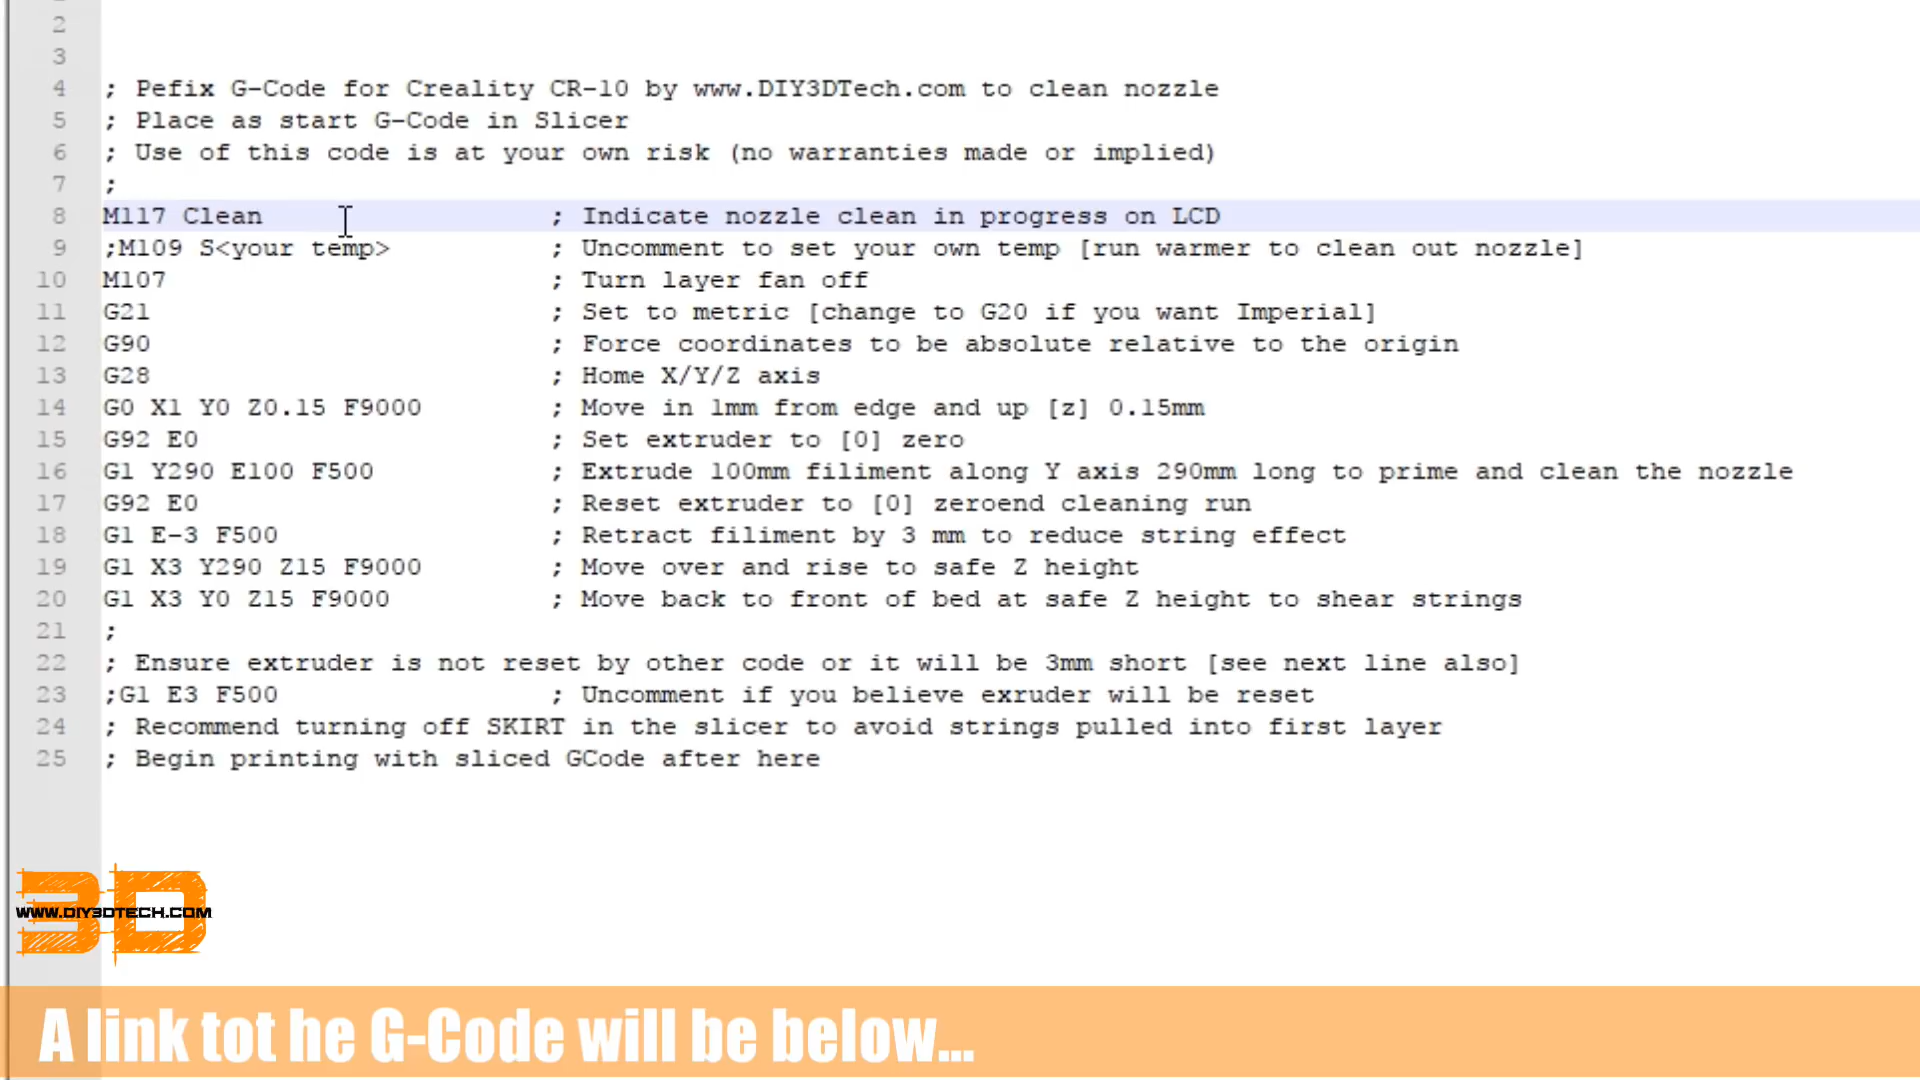 2
3
4 ; Pefix G-Code for Creality CR-10 by www.DIY3DTech.com to clean nozzle
5 ; Place as start G-Code in Slicer
6 ; Use of this code is at your own risk (no warranties made or implied)
7 ;
8 M117 Clean ; Indicate nozzle clean in progress on LCD
9 ;M109 S<your temp> ; Uncomment to set your own temp [run warmer to clean out nozzle]
10 M107 ; Turn layer fan off
11 G21 ; Set to metric [change to G20 if you want Imperial]
12 G90 ; Force coordinates to be absolute relative to the origin
13 G28 ; Home X/Y/Z axis
14 G0 X1 Y0 Z0.15 F9000 ; Move in 1mm from edge and up [z] 0.15mm
15 G92 E0 ; Set extruder to [0] zero
16 G1 Y290 E100 F500 ; Extrude 100mm filiment along Y axis 290mm long to prime and clean the nozzle
17 G92 E0 ; Reset extruder to [0] zeroend cleaning run
18 G1 E-3 F500 ; Retract filiment by 3 mm to reduce string effect
19 G1 X3 Y290 Z15 F9000 ; Move over and rise to safe Z height
20 G1 X3 Y0 Z15 F9000 ; Move back to front of bed at safe Z height to shear strings
21 ;
22 ; Ensure extruder is not reset by other code or it will be 3mm short [see next line also]
23 ;G1 E3 F500 ; Uncomment if you believe exruder will be reset
24 ; Recommend turning off SKIRT in the slicer to avoid strings pulled into first layer
25 ; Begin printing with sliced GCode after here
3D
WWW.DIY3DTECH.COM
A link tot he G-Code will be below...